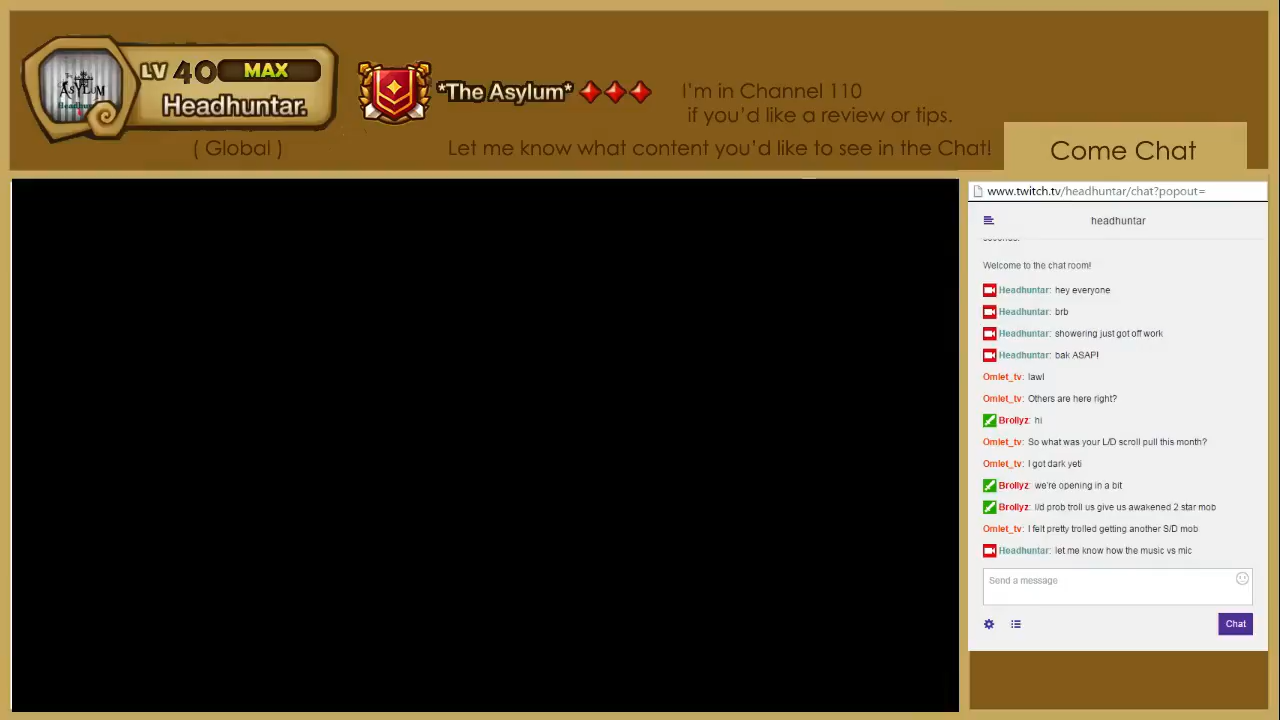 LV 40 MAX
ASYLUM
Headhuntar.
( Global )
*The Asylum*
I'm in Channel 110
if you'd like a review or tips.
Let me know what content you'd like to see in the Chat!
Come Chat
www.twitch.tv/headhuntar/chat?popout=
headhuntar
Welcome to the chat room!
Headhuntar: hey everyone
Headhuntar: brb
Headhuntar: showering just got off work
Headhuntar: bak ASAP!
Omlet_tv: lawl
Omlet_tv: Others are here right?
Brollyz: hi
Omlet_tv: So what was your L/D scroll pull this month?
Omlet_tv: I got dark yeti
Brollyz: we're opening in a bit
Brollyz: l/d prob troll us give us awakened 2 star mob
Omlet_tv: I felt pretty trolled getting another S/D mob
Headhuntar: let me know how the music vs mic
Send a message
Chat